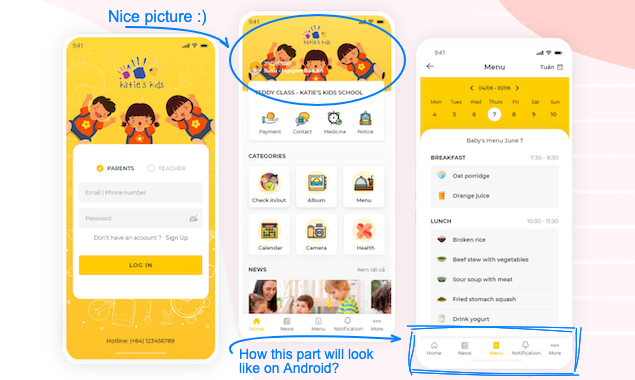 Nice picture :)
9:41
katie's kids
PARENTS
TEACHER
Email | Phone number
Password
Don't have an acoount ? Sign Up
LOG IN
Hotline: (+84) 123456789
9:41
katie's kids
TEDDY CLASS - KATIE'S KIDS SCHOOL
Payment
Contact
Medicine
Notice
CATEGORIES
Check in/out
Album
Menu
Calendar
Camera
Health
NEWS
Xem tất cả
Home
News
Menu
Notification
More
9:41
Menu
Tuần
04/06 - 10/06
Mon Tues Wed Thurs Fri Sat Sun
4 5 6 7 8 9 10
Baby's menu June 7
BREAKFAST
7:30 - 8:30
Oat porridge
Orange juice
LUNCH
10:30 - 11:30
Broken rice
Beef stew with vegetables
Sour soup with meat
Fried stomach squash
Drink yogurt
Home
News
Menu
Notification
More
How this part will look
like on Android?